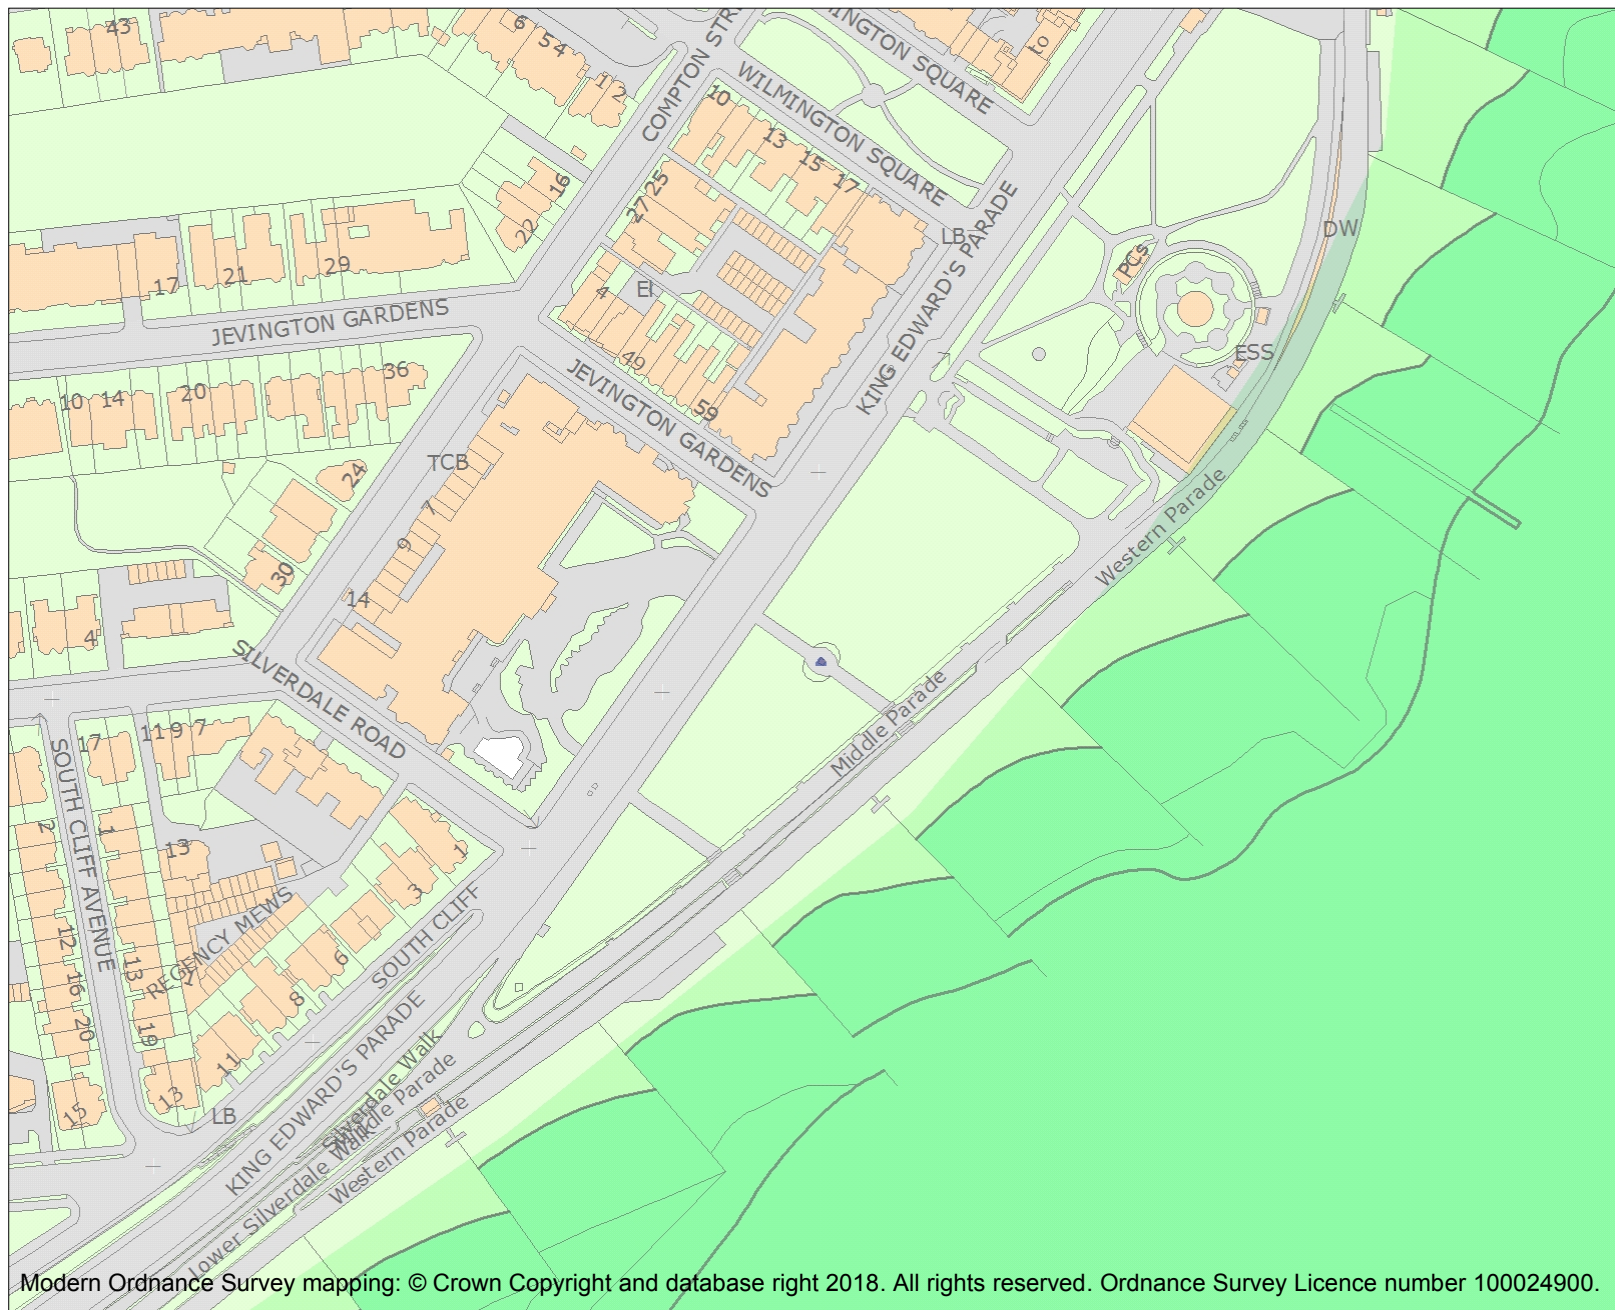 43
6
5 4
1 2
COMPTON STR
INGTON SQUARE
to
WILMINGTON SQUARE
10
13
15
17
16
22
25
27
LB
KING EDWARD'S PARADE
DW
PCs
17
21
29
4
El
JEVINGTON GARDENS
ESS
10
14
20
36
49
59
JEVINGTON GARDENS
TCB
24
7
9
30
14
Western Parade
4
SILVERDALE ROAD
Middle Parade
17
11 9 7
SOUTH CLIFF AVENUE
2
1
13
1
3
REGENCY MEWS
1
SOUTH CLIFF
12
13
16
6
8
20
19
11
13
15
LB
KING EDWARD'S PARADE
Silverdale Walk
Middle Parade
Lower Silverdale Walk
Western Parade
Modern Ordnance Survey mapping: © Crown Copyright and database right 2018. All rights reserved. Ordnance Survey Licence number 100024900.